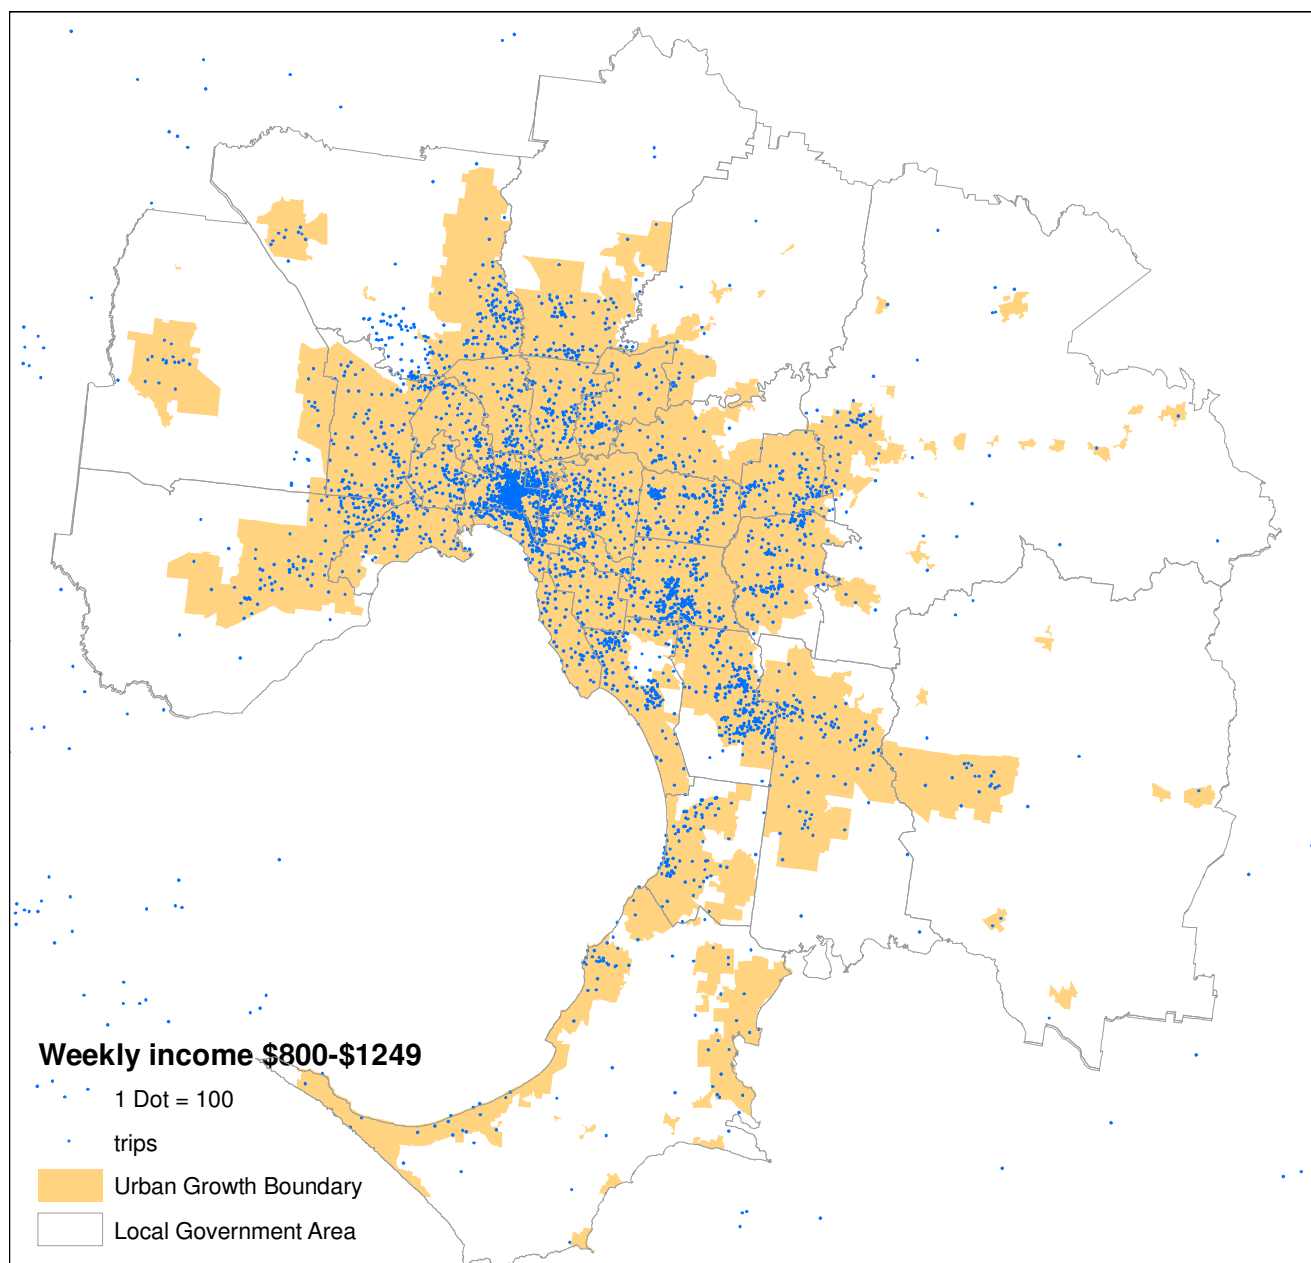 Weekly income $800-$1249
1 Dot = 100
trips
Urban Growth Boundary
Local Government Area